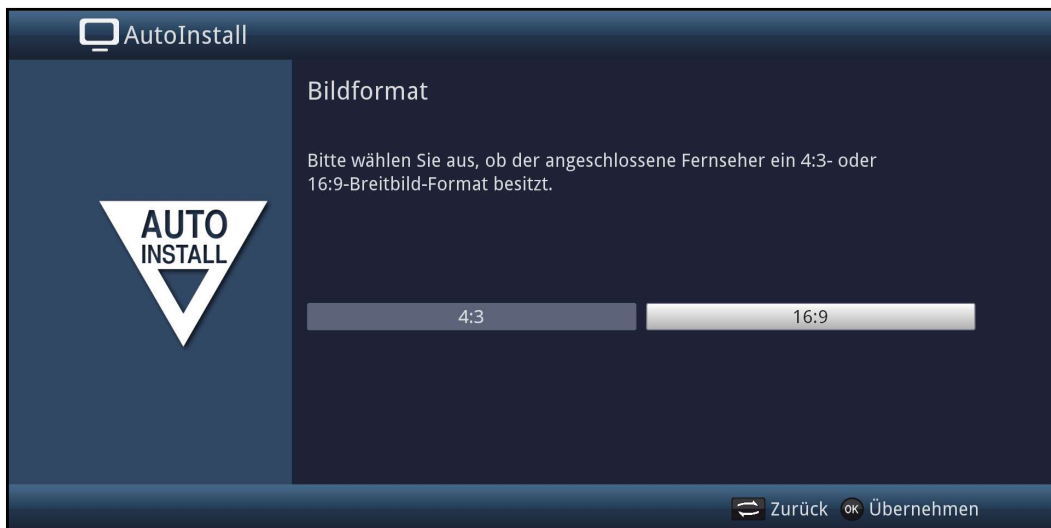 AutoInstall
Bildformat
Bitte wählen Sie aus, ob der angeschlossene Fernseher ein 4:3- oder
16:9-Breitbild-Format besitzt.
AUTO
INSTALL
4:3 16:9
Zurück OK Übernehmen